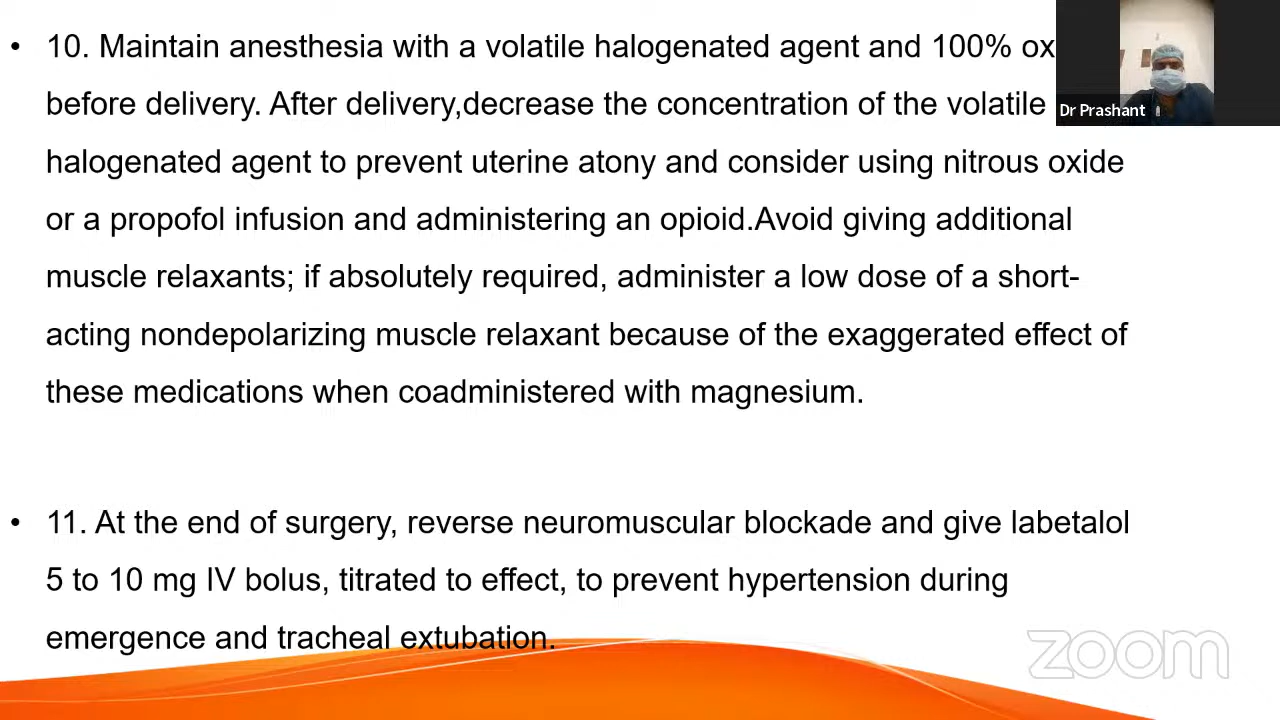 • 10. Maintain anesthesia with a volatile halogenated agent and 100% ox
before delivery. After delivery,decrease the concentration of the volatile
halogenated agent to prevent uterine atony and consider using nitrous oxide
or a propofol infusion and administering an opioid.Avoid giving additional
muscle relaxants; if absolutely required, administer a low dose of a short-
acting nondepolarizing muscle relaxant because of the exaggerated effect of
these medications when coadministered with magnesium.
• 11. At the end of surgery, reverse neuromuscular blockade and give labetalol
5 to 10 mg IV bolus, titrated to effect, to prevent hypertension during
emergence and tracheal extubation.
Dr Prashant
zoom